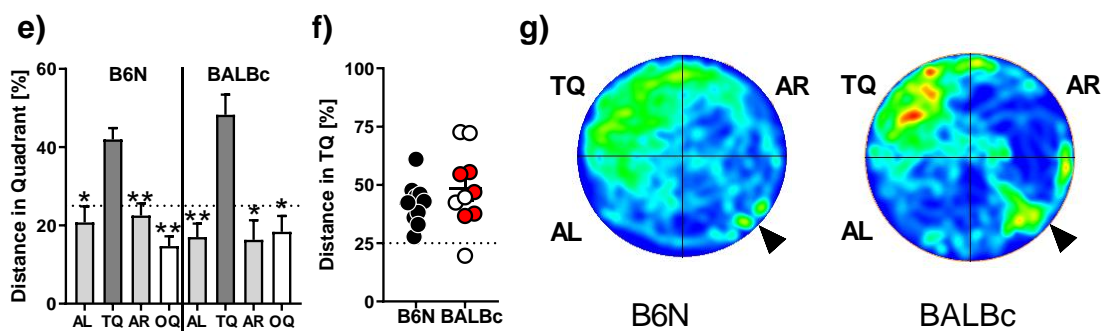 e)
B6N BALBc
Distance in Quadrant [%]
60
40
20
0
* ** ** ** * *
AL TQ AR OQ AL TQ AR OQ
f)
Distance in TQ [%]
100
75
50
25
0
B6N BALBc
g)
TQ AR TQ AR
AL AL
B6N BALBc